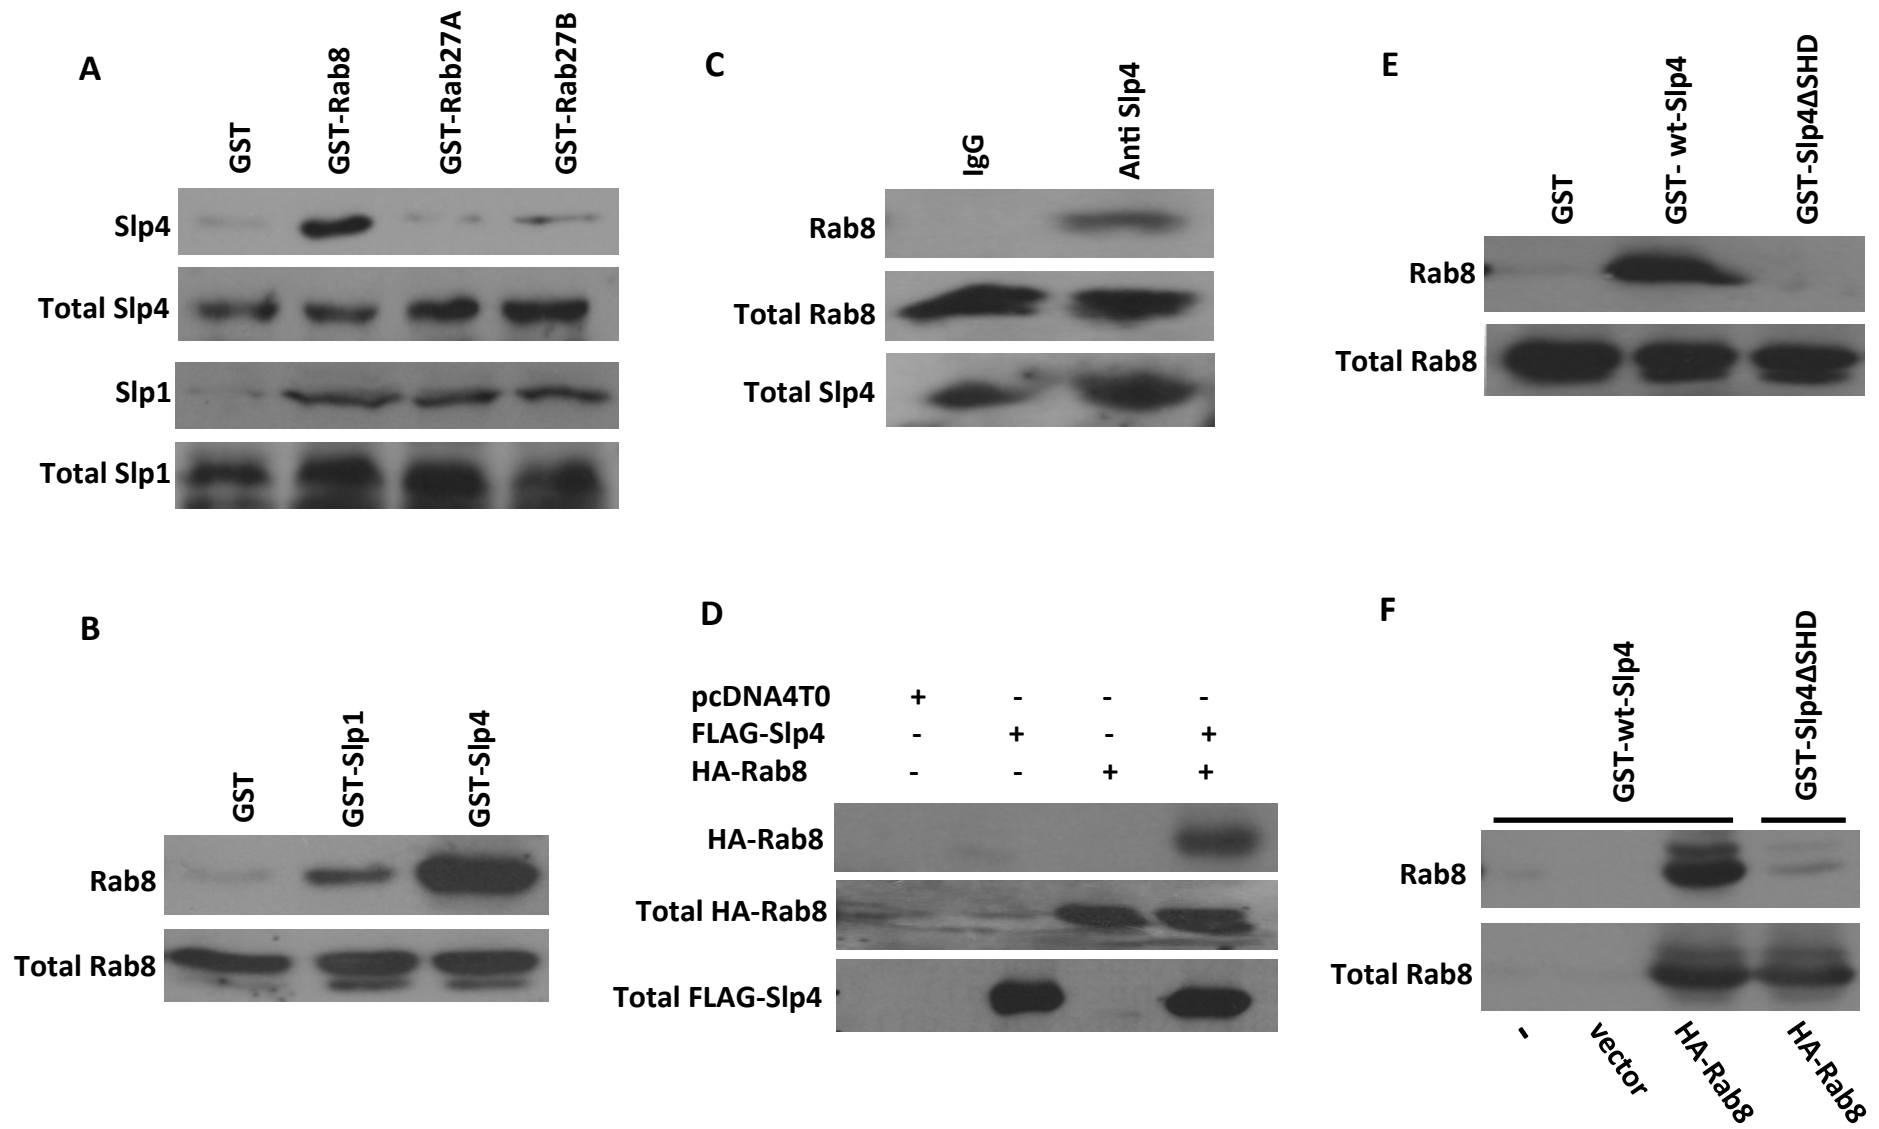 A
GST
GST-Rab8
GST-Rab27A
GST-Rab27B
Slp4
Total Slp4
Slp1
Total Slp1
B
GST
GST-Slp1
GST-Slp4
Rab8
Total Rab8
C
IgG
Anti Slp4
Rab8
Total Rab8
Total Slp4
D
pcDNA4T0 + - - -
FLAG-Slp4 - + - +
HA-Rab8 - - + +
HA-Rab8
Total HA-Rab8
Total FLAG-Slp4
E
GST
GST- wt-Slp4
GST-Slp4ΔSHD
Rab8
Total Rab8
F
GST-wt-Slp4
GST-Slp4ΔSHD
Rab8
Total Rab8
-
vector
HA-Rab8
HA-Rab8